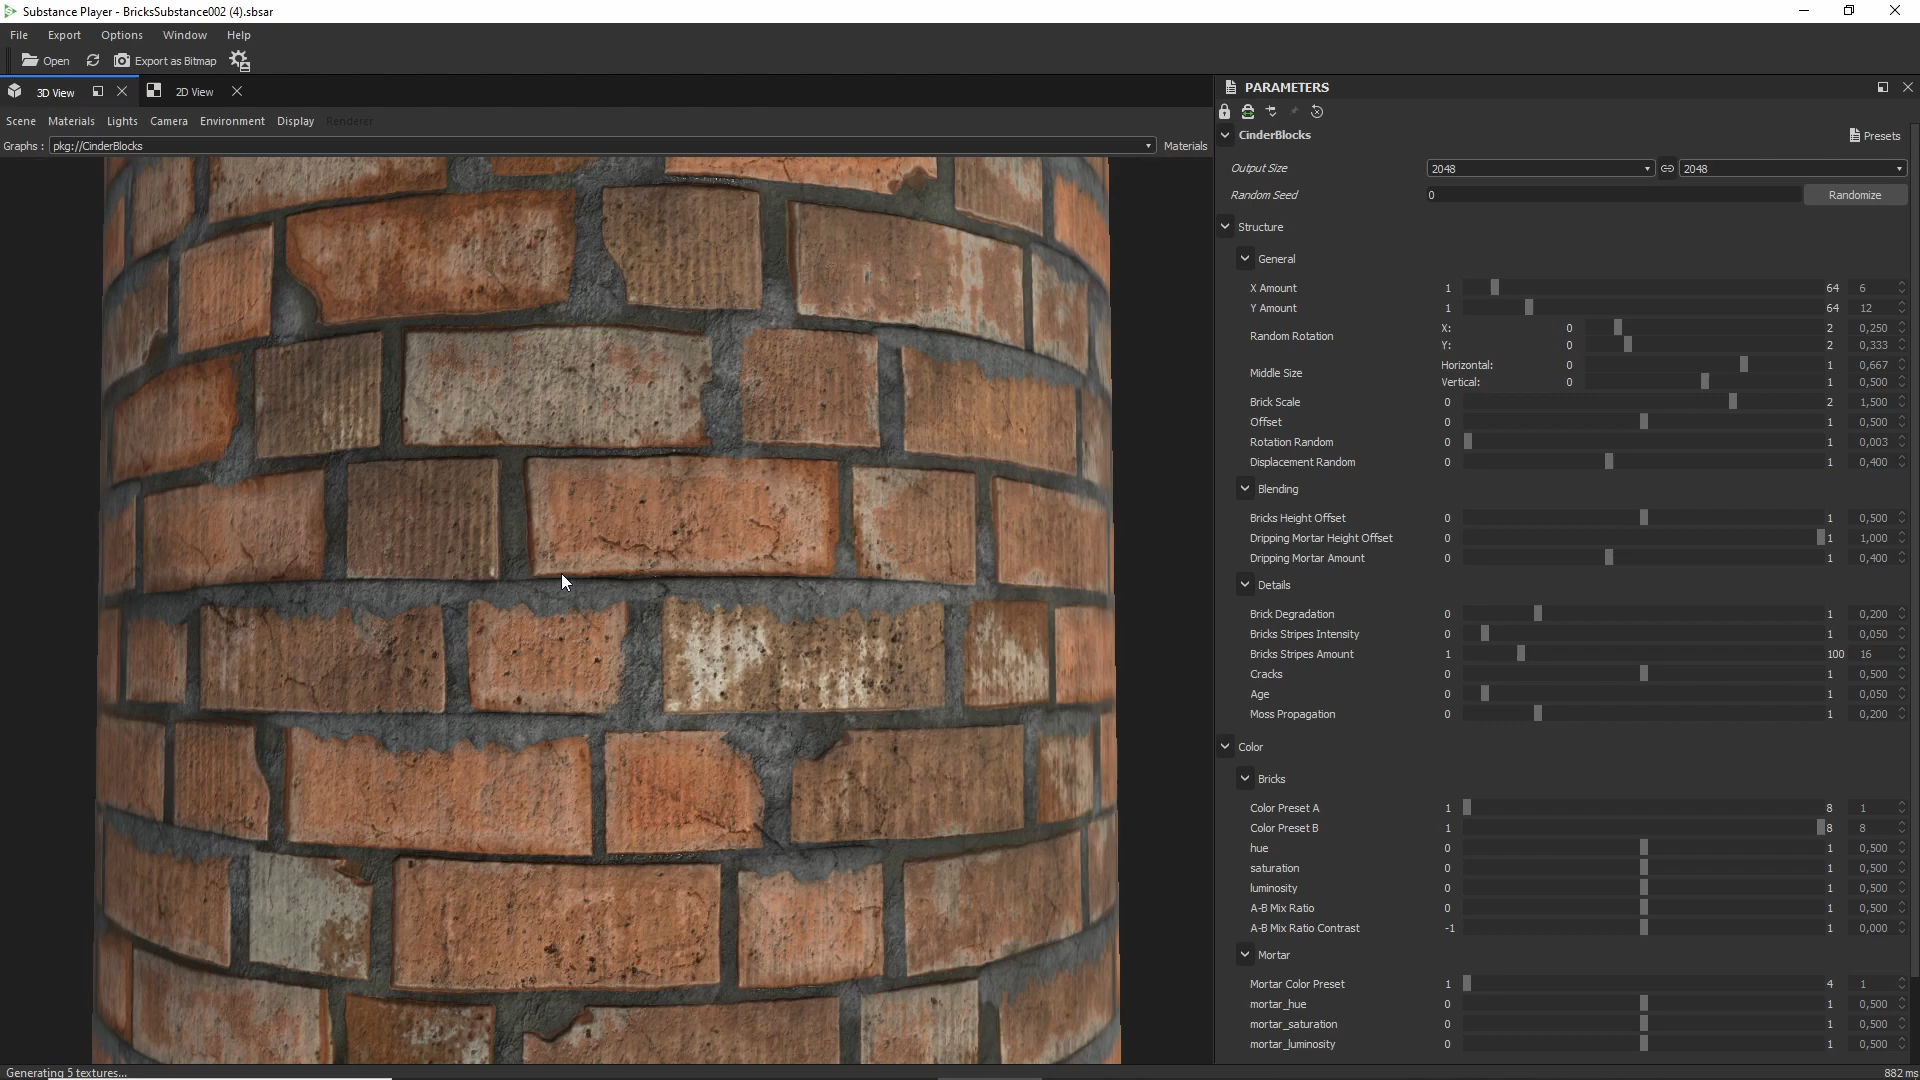 Substance Player - BricksSubstance002 (4).sbsar
File Export Options Window Help
Open Export as Bitmap
3D View 2D View
Scene Materials Lights Camera Environment Display Renderer
Graphs : pkg://CinderBlocks Materials
PARAMETERS
CinderBlocks Presets
Output Size 2048 2048
Random Seed 0 Randomize
Structure
General
X Amount 1 64 6
Y Amount 1 64 12
Random Rotation
X: 0 2 0,250
Y: 0 2 0,333
Middle Size
Horizontal: 0 1 0,667
Vertical: 0 1 0,500
Brick Scale 0 2 1,500
Offset 0 1 0,500
Rotation Random 0 1 0,003
Displacement Random 0 1 0,400
Blending
Bricks Height Offset 0 1 0,500
Dripping Mortar Height Offset 0 1 1,000
Dripping Mortar Amount 0 1 0,400
Details
Brick Degradation 0 1 0,200
Bricks Stripes Intensity 0 1 0,050
Bricks Stripes Amount 1 100 16
Cracks 0 1 0,500
Age 0 1 0,050
Moss Propagation 0 1 0,200
Color
Bricks
Color Preset A 1 8 1
Color Preset B 1 8 8
hue 0 1 0,500
saturation 0 1 0,500
luminosity 0 1 0,500
A-B Mix Ratio 0 1 0,500
A-B Mix Ratio Contrast -1 1 0,000
Mortar
Mortar Color Preset 1 4 1
mortar_hue 0 1 0,500
mortar_saturation 0 1 0,500
mortar_luminosity 0 1 0,500
Generating 5 textures... 882 ms